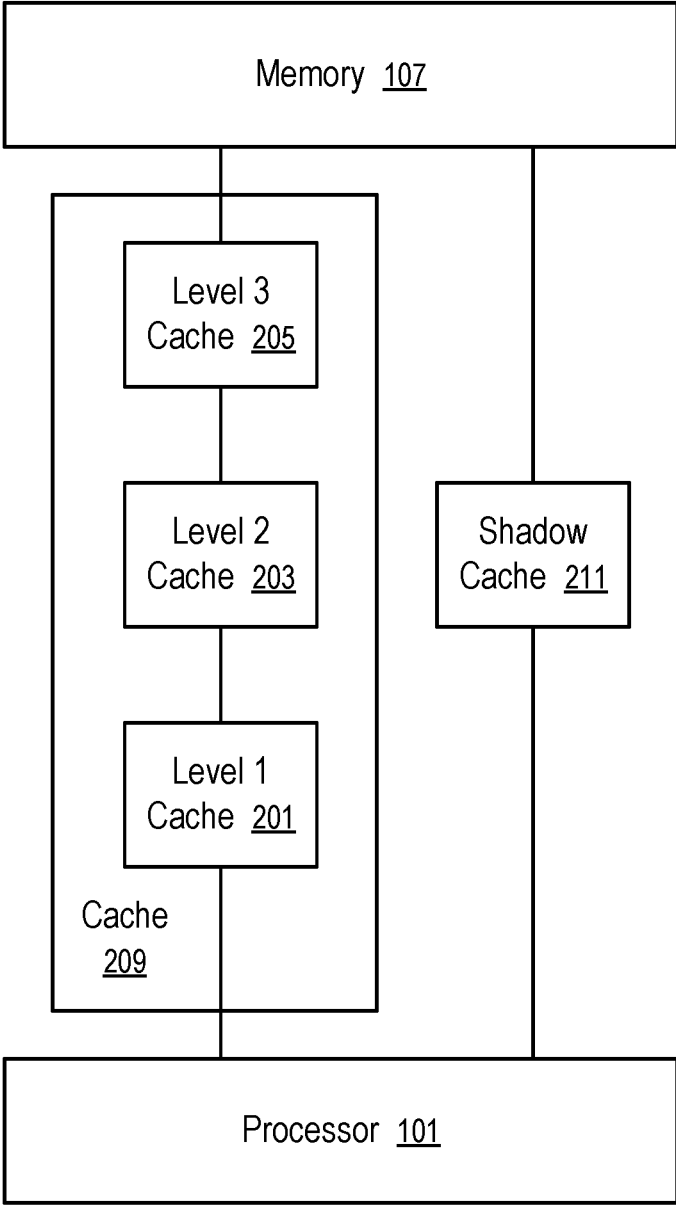 Memory 107
Level 3
Cache 205
Level 2
Cache 203
Shadow
Cache 211
Level 1
Cache 201
Cache
209
Processor 101